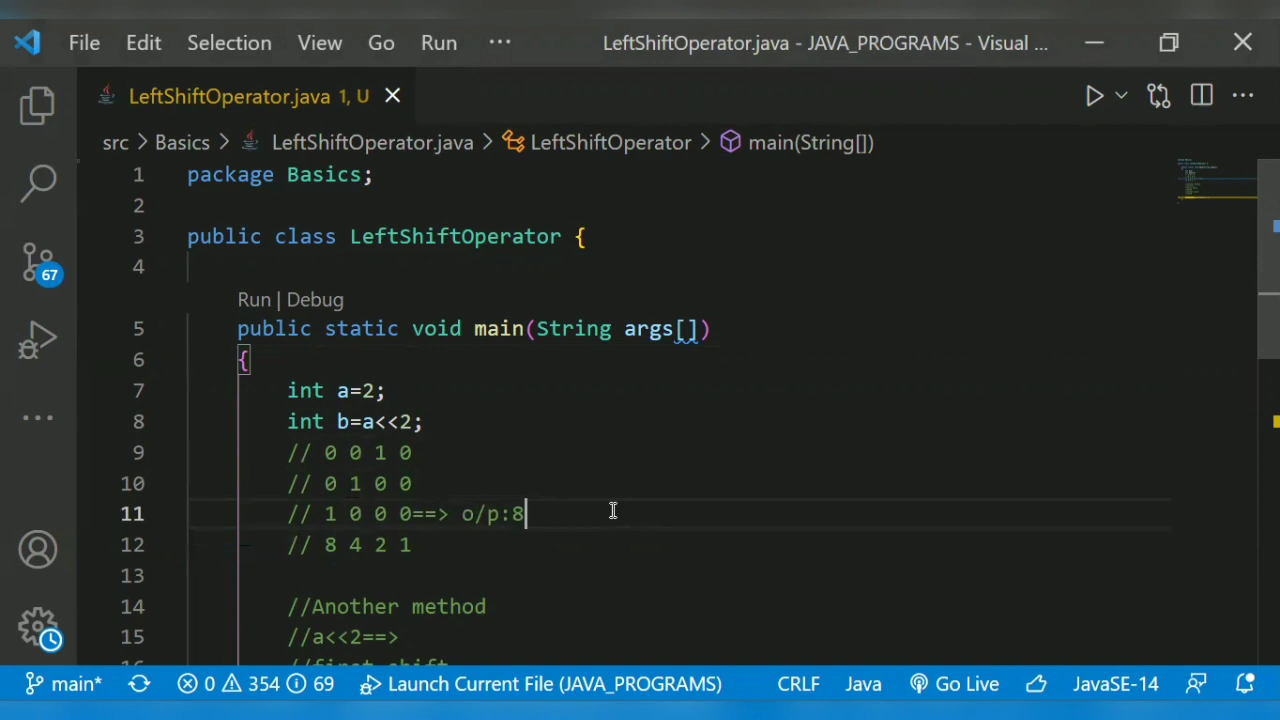 File Edit Selection View Go Run ··· LeftShiftOperator.java - JAVA_PROGRAMS - Visual ...
LeftShiftOperator.java 1, U
src > Basics > LeftShiftOperator.java > LeftShiftOperator > main(String[])
1 package Basics;
2
3 public class LeftShiftOperator {
4
Run | Debug
5 public static void main(String args[])
6 {
7 int a=2;
8 int b=a<<2;
9 // 0 0 1 0
10 // 0 1 0 0
11 // 1 0 0 0==> o/p:8
12 // 8 4 2 1
13
14 //Another method
15 //a<<2==>
16 //first shift
67
main* 0 354 69 Launch Current File (JAVA_PROGRAMS) CRLF Java Go Live JavaSE-14